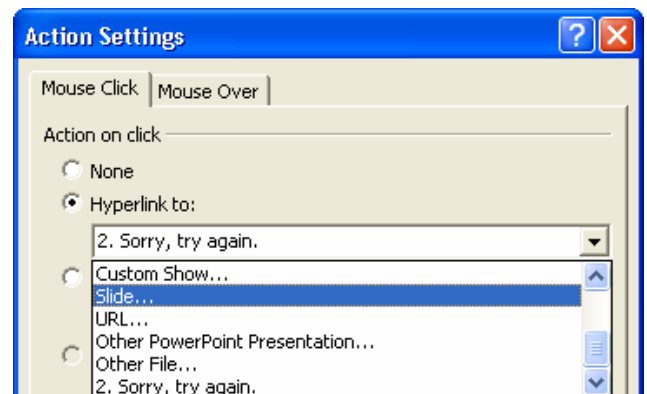 Action Settings
Mouse Click Mouse Over
Action on click
None
Hyperlink to:
2. Sorry, try again.
Custom Show...
Slide...
URL...
Other PowerPoint Presentation...
Other File...
2. Sorry, try again.